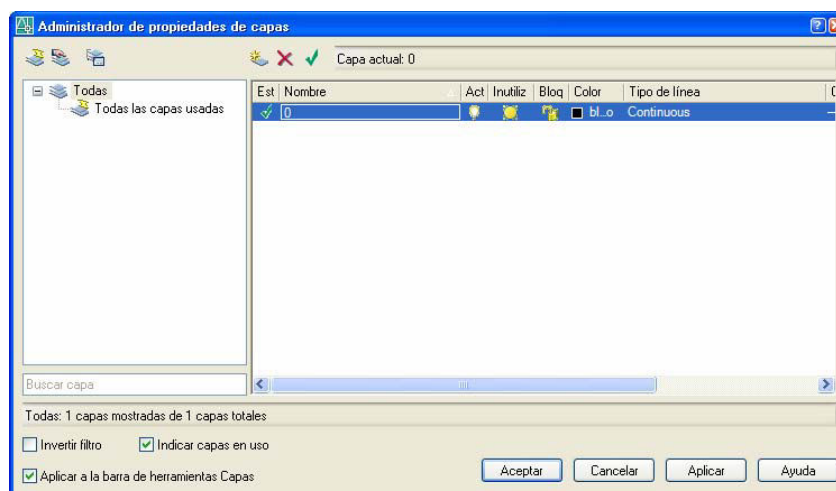 Administrador de propiedades de capas
Capa actual: 0
Todas
Todas las capas usadas
Est Nombre Act Inutiliz Bloq Color Tipo de línea
0 bl...o Continuous
Buscar capa
Todas: 1 capas mostradas de 1 capas totales
Invertir filtro Indicar capas en uso
Aplicar a la barra de herramientas Capas
Aceptar Cancelar Aplicar Ayuda